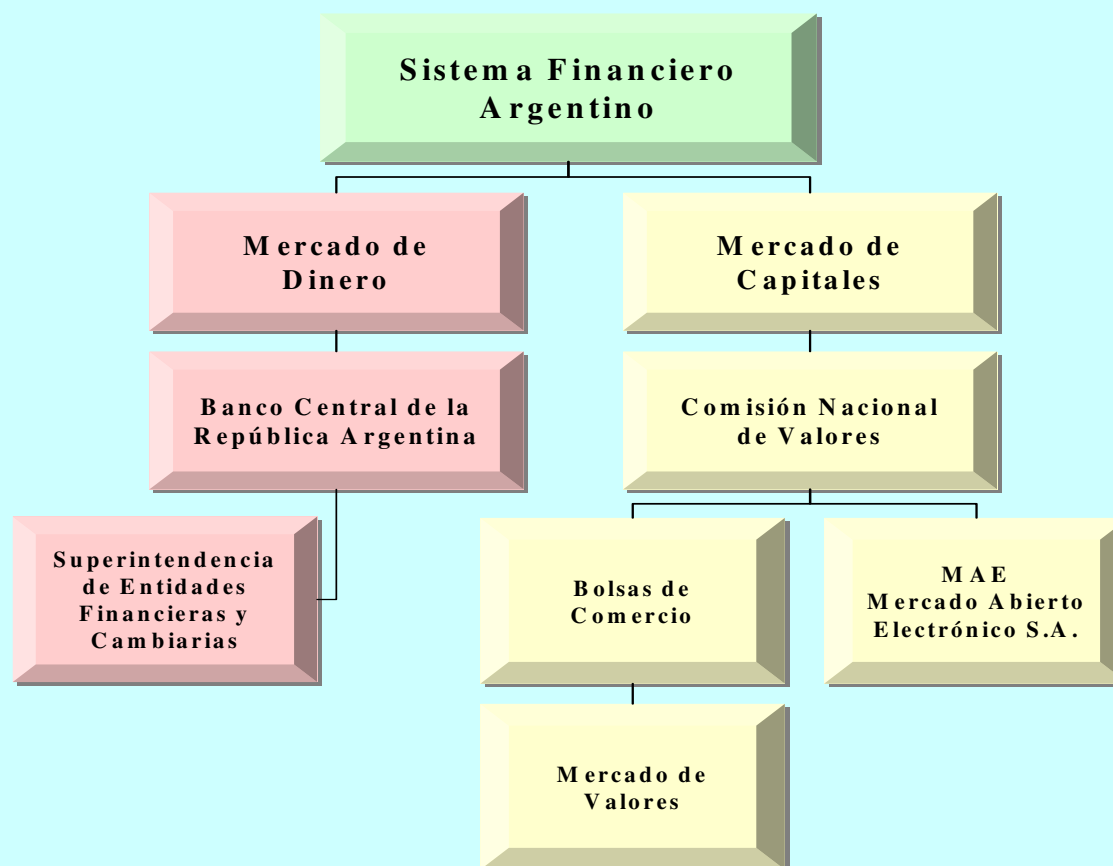 Sistema Financiero
Argentino
Mercado de
Dinero
Mercado de
Capitales
Banco Central de la
República Argentina
Comisión Nacional
de Valores
Superintendencia
de Entidades
Financieras y
Cambiarias
Bolsas de
Comercio
MAE
Mercado Abierto
Electrónico S.A.
Mercado de
Valores